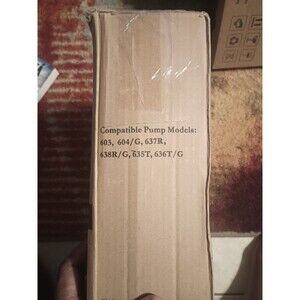 Compatible Pump Models:
603, 604/G, 637R,
638R/G, 635T, 636T/G